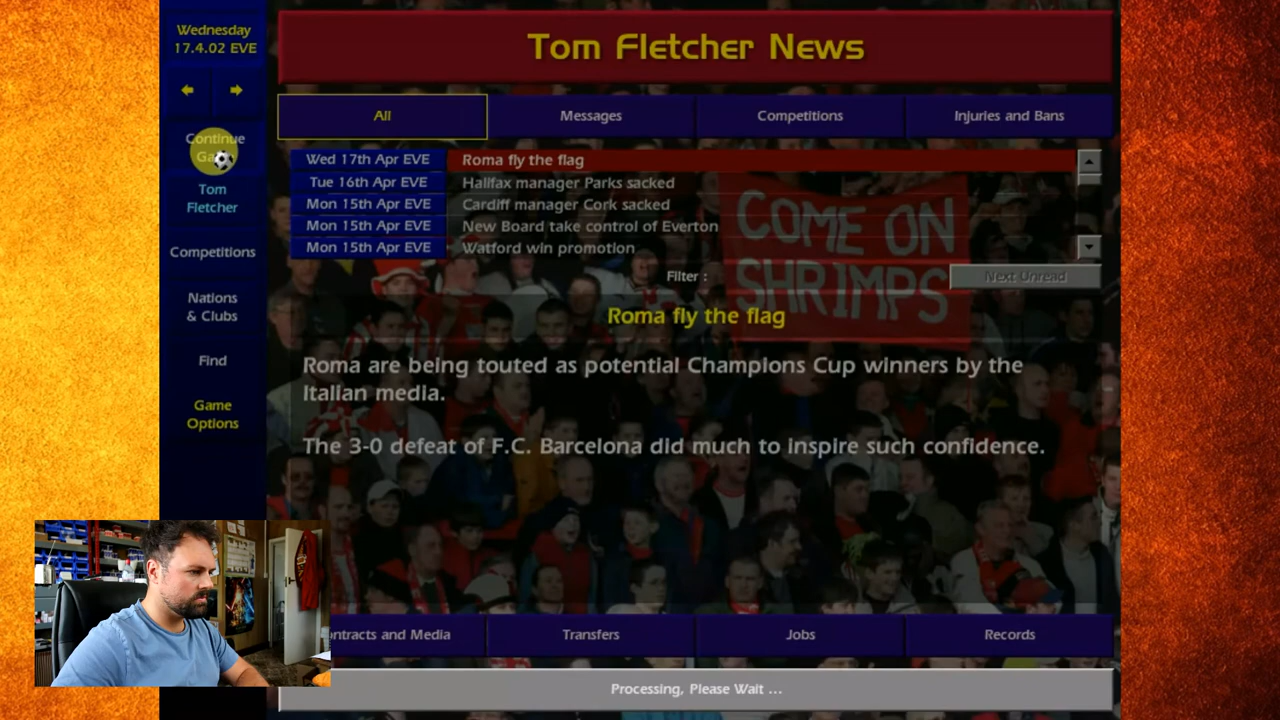 Wednesday
17.4.02 EVE
Continue
Tom
Fletcher
Competitions
Nations
& Clubs
Find
Game
Options
Tom Fletcher News
All
Messages
Competitions
Injuries and Bans
Wed 17th Apr EVE Roma fly the flag
Tue 16th Apr EVE Halifax manager Parks sacked
Mon 15th Apr EVE Cardiff manager Cork sacked
Mon 15th Apr EVE New Board take control of Everton
Mon 15th Apr EVE Watford win promotion
COME ON
SHRIMPS
Filter :
Next Unread
Roma fly the flag
Roma are being touted as potential Champions Cup winners by the
Italian media.
The 3-0 defeat of F.C. Barcelona did much to inspire such confidence.
ontracts and Media
Transfers
Jobs
Records
Processing, Please Wait ...